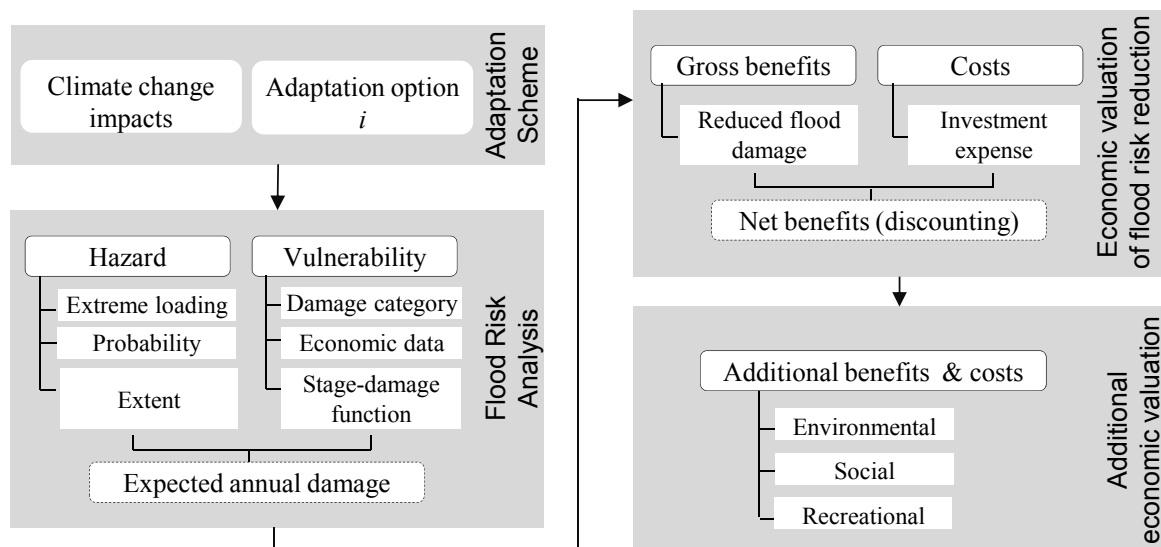 Climate change
impacts
Adaptation option
i
Adaptation
Scheme
Hazard
Extreme loading
Probability
Extent
Vulnerability
Damage category
Economic data
Stage-damage
function
Expected annual damage
Flood Risk
Analysis
Gross benefits
Reduced flood
damage
Costs
Investment
expense
Net benefits (discounting)
Economic valuation
of flood risk reduction
Additional benefits & costs
Environmental
Social
Recreational
Additional
economic valuation